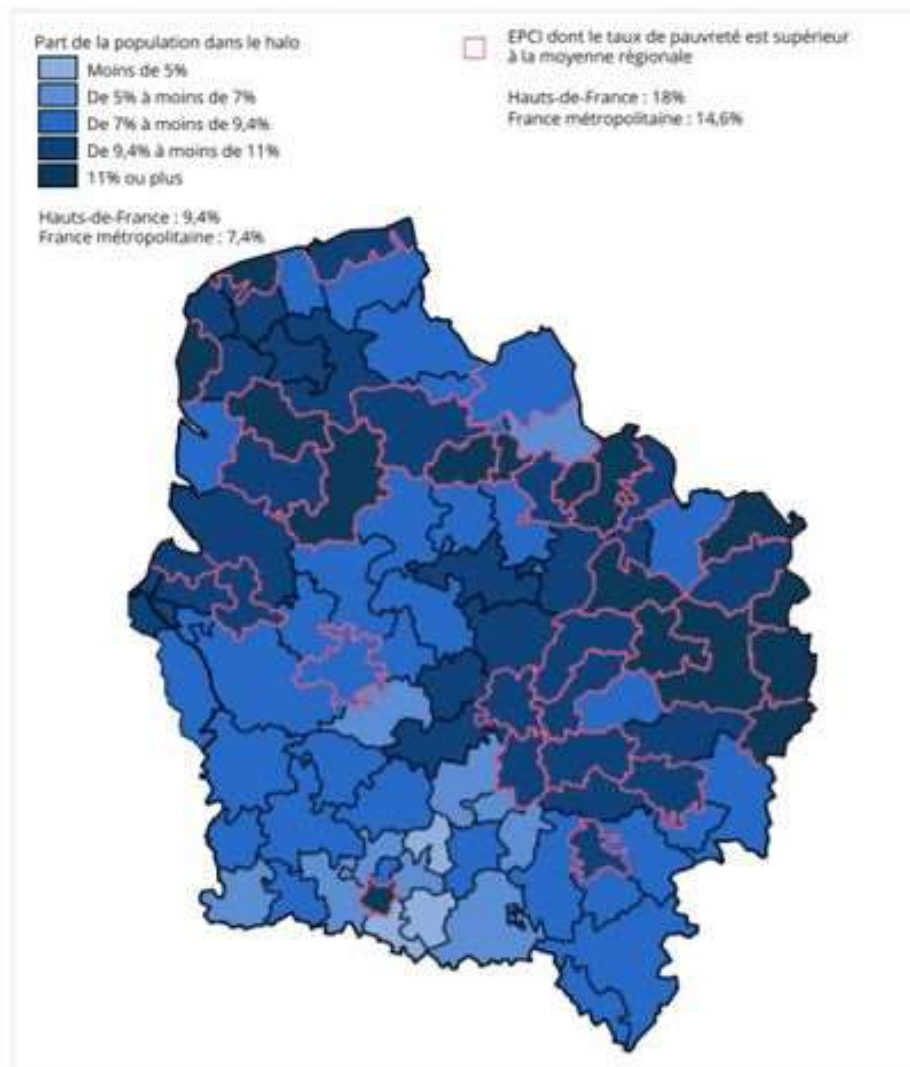 Part de la population dans le halo
Moins de 5%
De 5% à moins de 7%
De 7% à moins de 9,4%
De 9,4% à moins de 11%
11% ou plus
Hauts-de-France : 9,4%
France métropolitaine : 7,4%
EPCI dont le taux de pauvreté est supérieur
à la moyenne régionale
Hauts-de-France : 18%
France métropolitaine : 14,6%